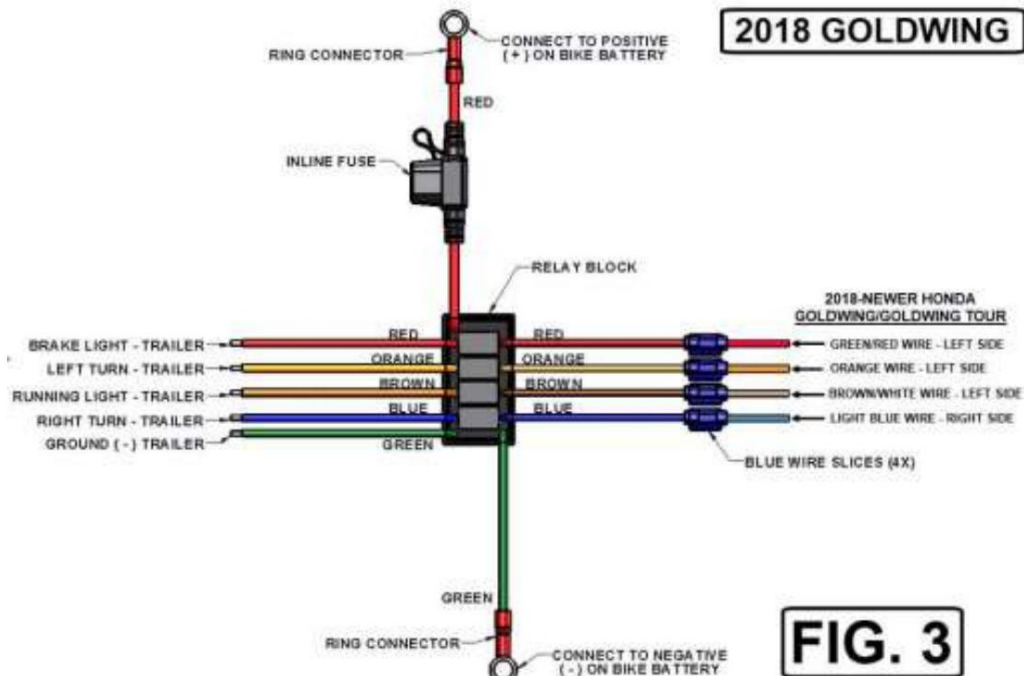 2018 GOLDWING
RING CONNECTOR
CONNECT TO POSITIVE
(+) ON BIKE BATTERY
RED
INLINE FUSE
RELAY BLOCK
2018-NEWER HONDA
GOLDWING/GOLDWING TOUR
BRAKE LIGHT - TRAILER
RED
RED
GREEN/RED WIRE - LEFT SIDE
LEFT TURN - TRAILER
ORANGE
ORANGE
ORANGE WIRE - LEFT SIDE
RUNNING LIGHT - TRAILER
BROWN
BROWN
BROWN/WHITE WIRE - LEFT SIDE
RIGHT TURN - TRAILER
BLUE
BLUE
LIGHT BLUE WIRE - RIGHT SIDE
GROUND (-) TRAILER
GREEN
BLUE WIRE SLICES (4X)
GREEN
RING CONNECTOR
CONNECT TO NEGATIVE
(-) ON BIKE BATTERY
FIG. 3